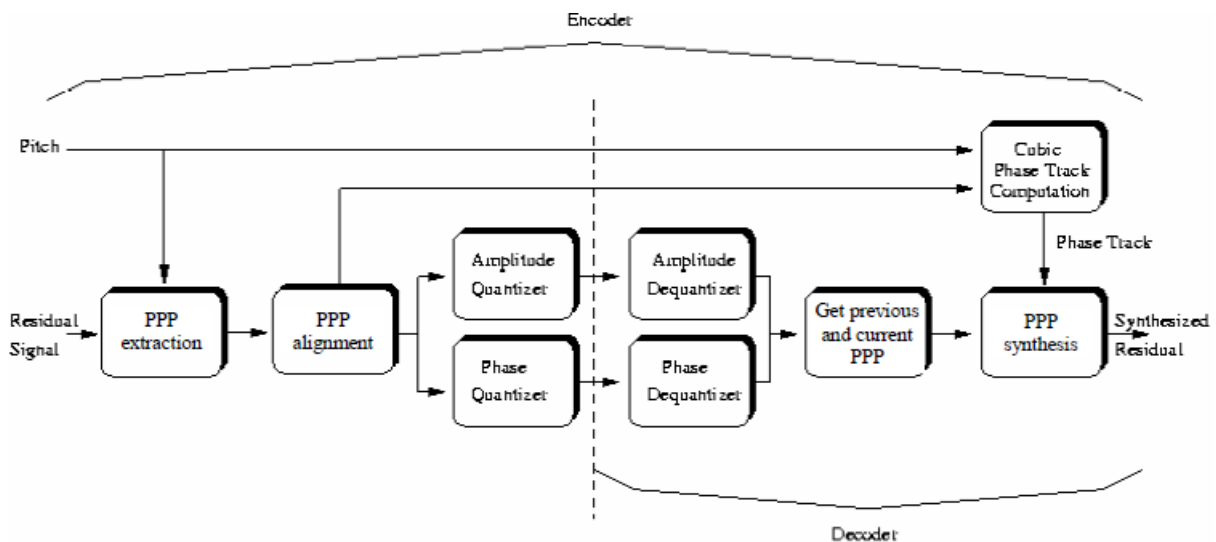 Encoder
Pitch
Cubic
Phase Track
Computation
Phase Track
Amplitude
Quantizer
Amplitude
Dequantizer
Residual
Signal
PPP
extraction
PPP
alignment
Get previous
and current
PPP
PPP
synthesis
Synthesized
Residual
Phase
Quantizer
Phase
Dequantizer
Decoder